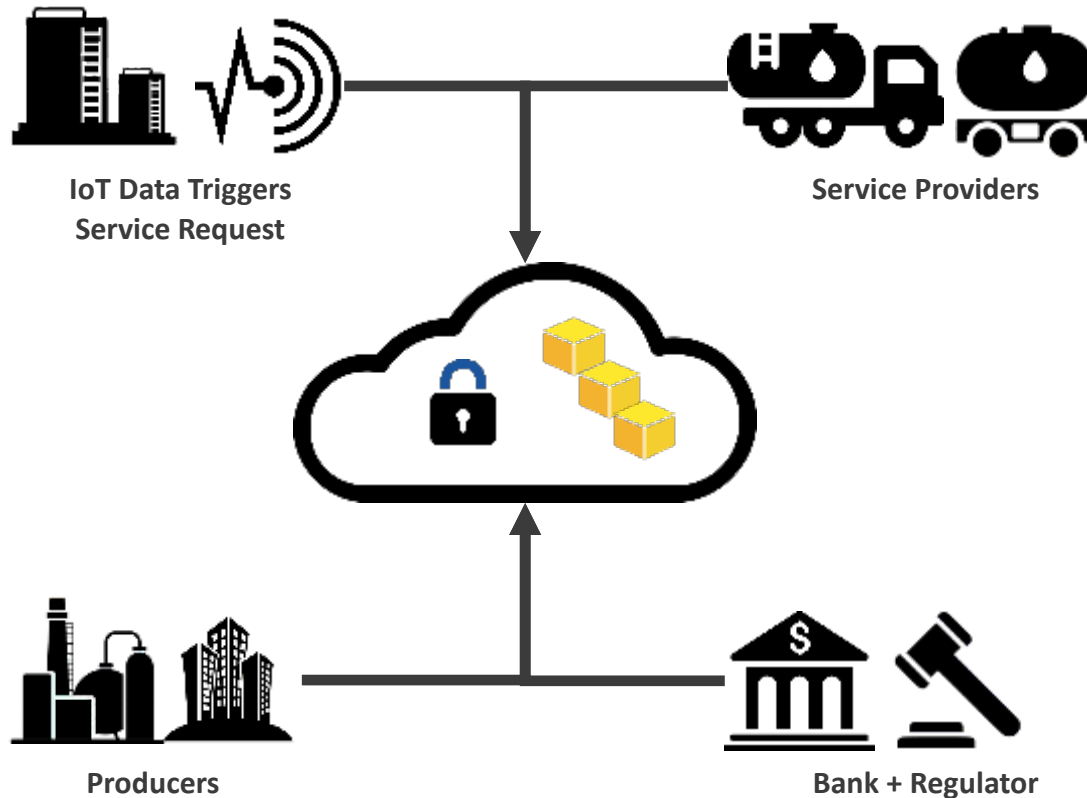 IoT Data Triggers
Service Request
Service Providers
$
Producers
Bank + Regulator